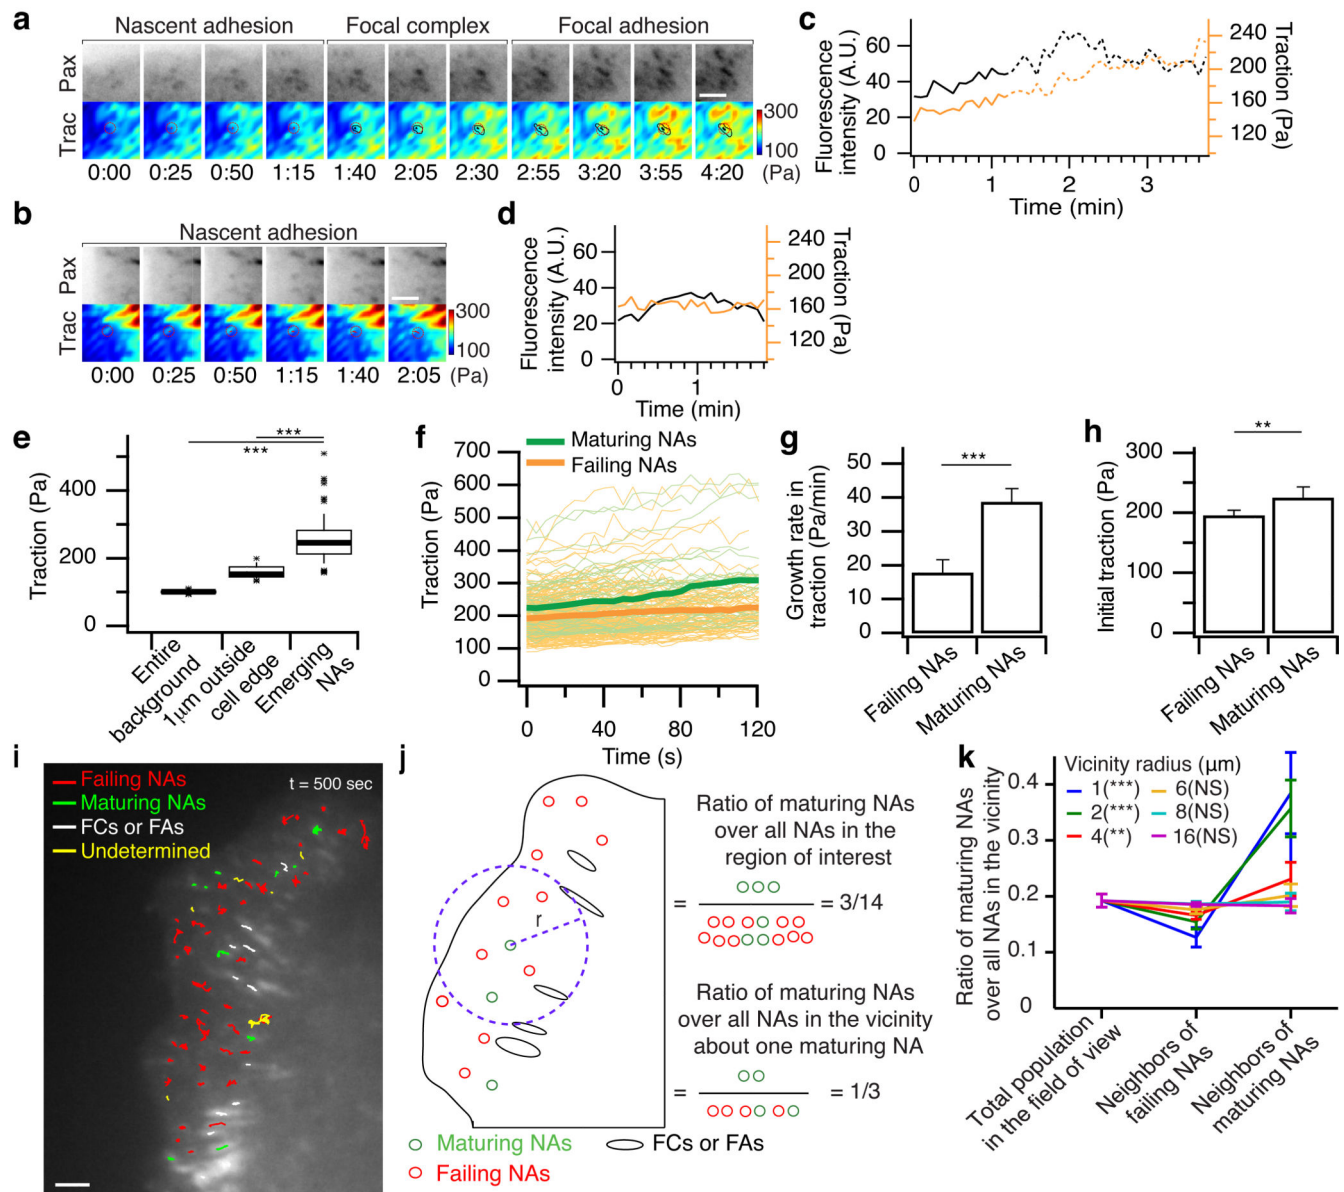 a
Nascent adhesion
Focal complex
Focal adhesion
Pax
Trac
300
100
0:00 0:25 0:50 1:15 1:40 2:05 2:30 2:55 3:20 3:55 4:20 (Pa)
b
Nascent adhesion
Pax
Trac
300
100
0:00 0:25 0:50 1:15 1:40 2:05 (Pa)
c
Fluorescence
intensity (A.U.)
60
40
20
0
240
200
160
120
Traction
(Pa)
0 1 2 3
Time (min)
d
Fluorescence
intensity (A.U.)
60
40
20
0
240
200
160
120
Traction
(Pa)
0 1
Time (min)
e
***
***
Traction (Pa)
400
200
0
Entire
background
1μm outside
cell edge
Emerging
NAs
f
Maturing NAs
Failing NAs
Traction (Pa)
700
600
500
400
300
200
100
0
0 40 80 120
Time (s)
g
***
Growth rate in
traction (Pa/min)
50
40
30
20
10
0
Failing NAs
Maturing NAs
h
**
Initial traction (Pa)
300
200
100
0
Failing NAs
Maturing NAs
i
Failing NAs
Maturing NAs
FCs or FAs
Undetermined
t = 500 sec
j
r
Ratio of maturing NAs
over all NAs in the
region of interest
= = 3/14
Ratio of maturing NAs
over all NAs in the vicinity
about one maturing NA
= = 1/3
Maturing NAs
FCs or FAs
Failing NAs
k
Vicinity radius (μm)
1(***) 6(NS)
2(***) 8(NS)
4(**) 16(NS)
Ratio of maturing NAs
over all NAs in the vicinity
0.4
0.3
0.2
0.1
0
Total population
in the field of view
Neighbors of
failing NAs
Neighbors of
maturing NAs